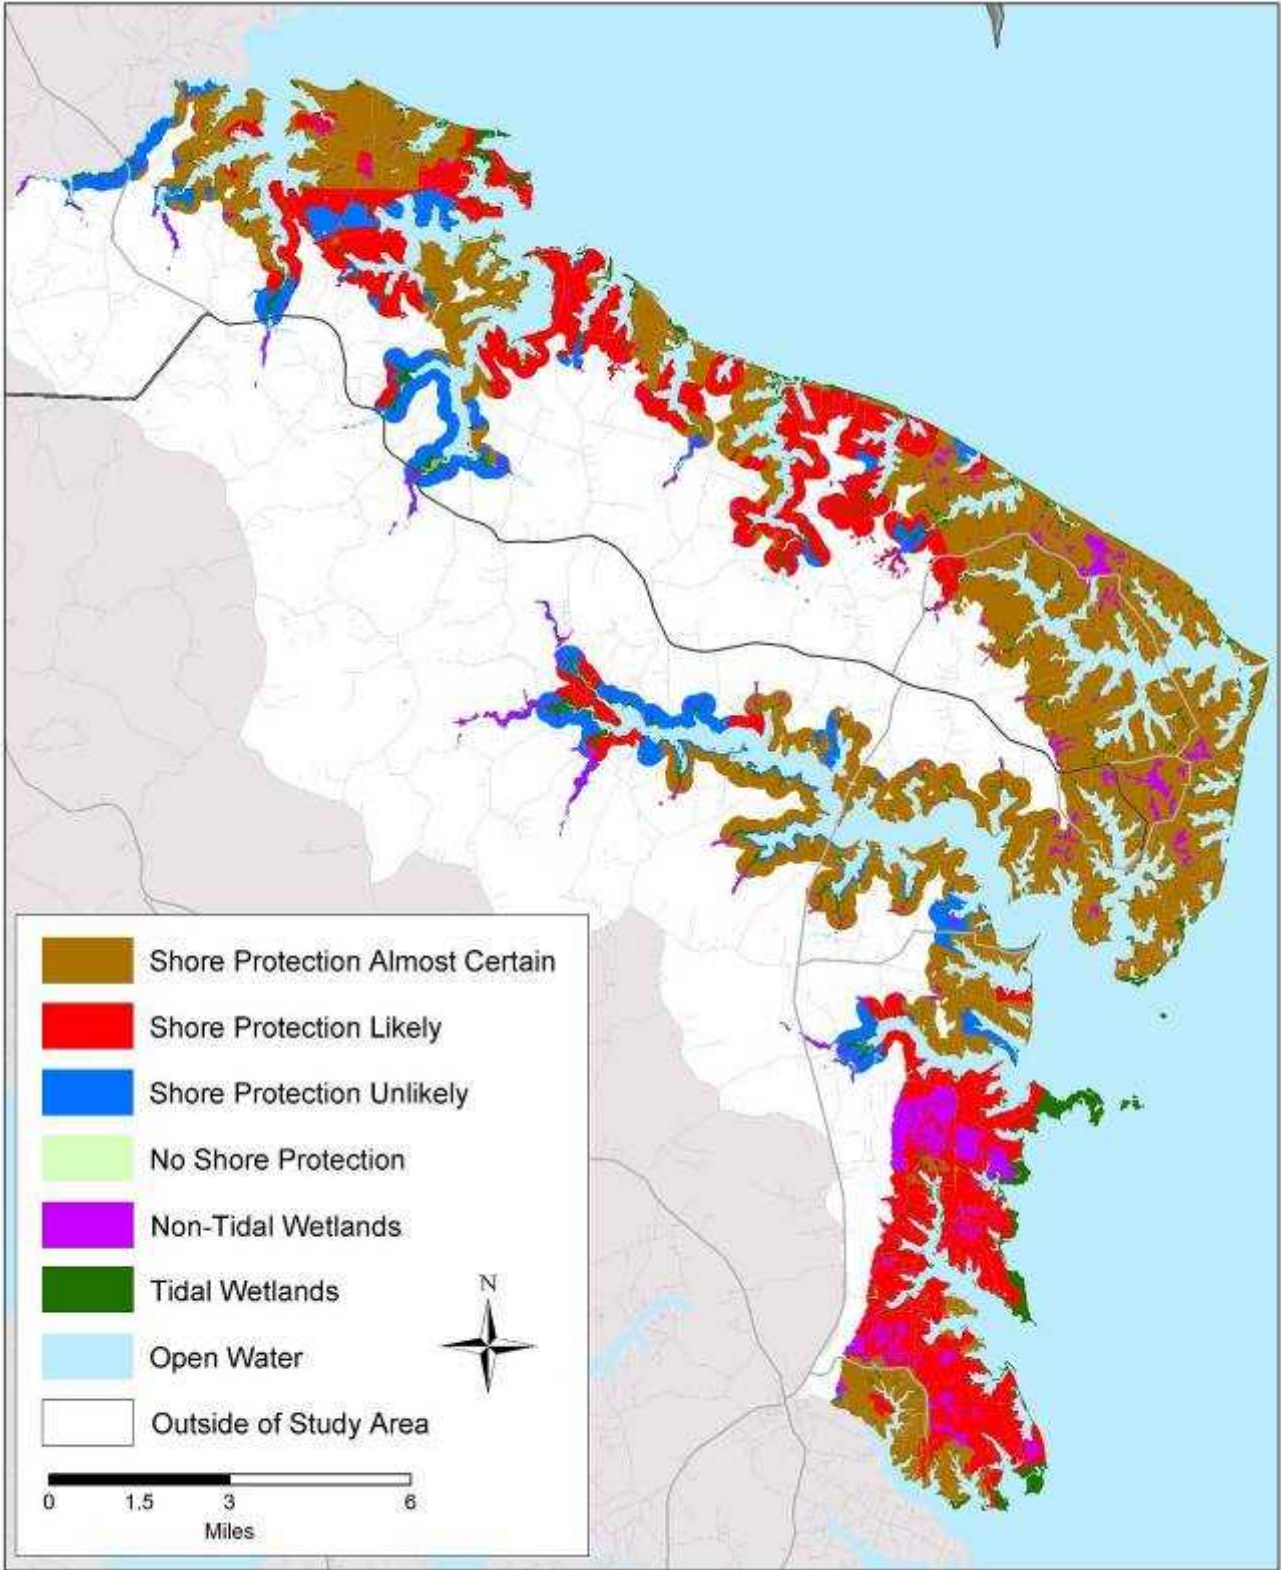 Shore Protection Almost Certain
Shore Protection Likely
Shore Protection Unlikely
No Shore Protection
Non-Tidal Wetlands
Tidal Wetlands
N
Open Water
Outside of Study Area
0 1.5 3 6
Miles